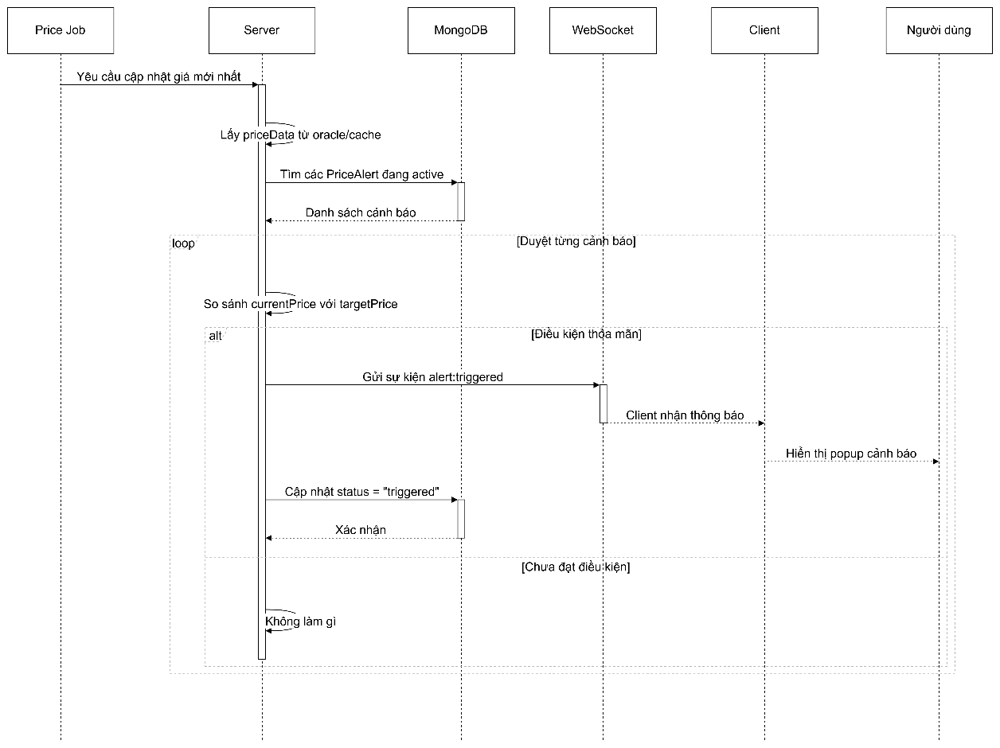 Price Job
Server
MongoDB
WebSocket
Client
Người dùng
Yêu cầu cập nhật giá mới nhất
Lấy priceData từ oracle/cache
Tìm các PriceAlert đang active
Danh sách cảnh báo
loop
[Duyệt từng cảnh báo]
So sánh currentPrice với targetPrice
alt
[Điều kiện thỏa mãn]
Gửi sự kiện alert:triggered
Client nhận thông báo
Hiển thị popup cảnh báo
Cập nhật status = "triggered"
Xác nhận
[Chưa đạt điều kiện]
Không làm gì